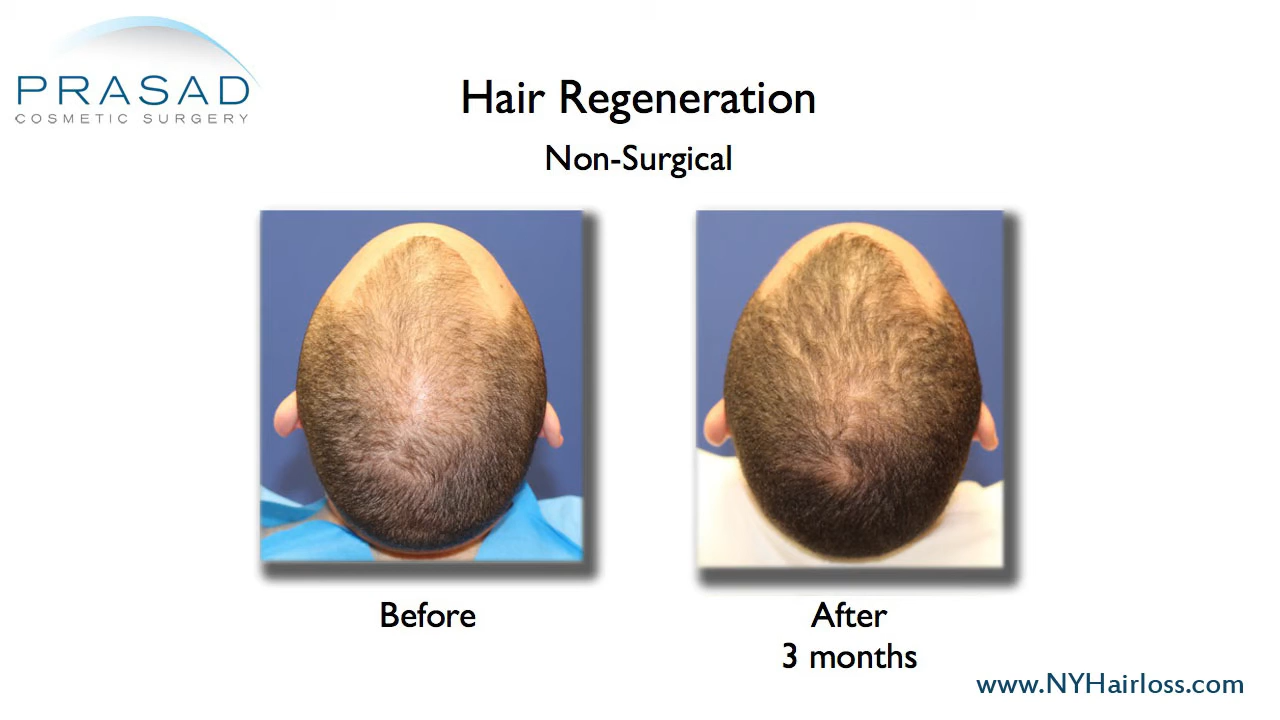 PRASAD
COSMETIC SURGERY
Hair Regeneration
Non-Surgical
Before
After
3 months
www.NYHairloss.com